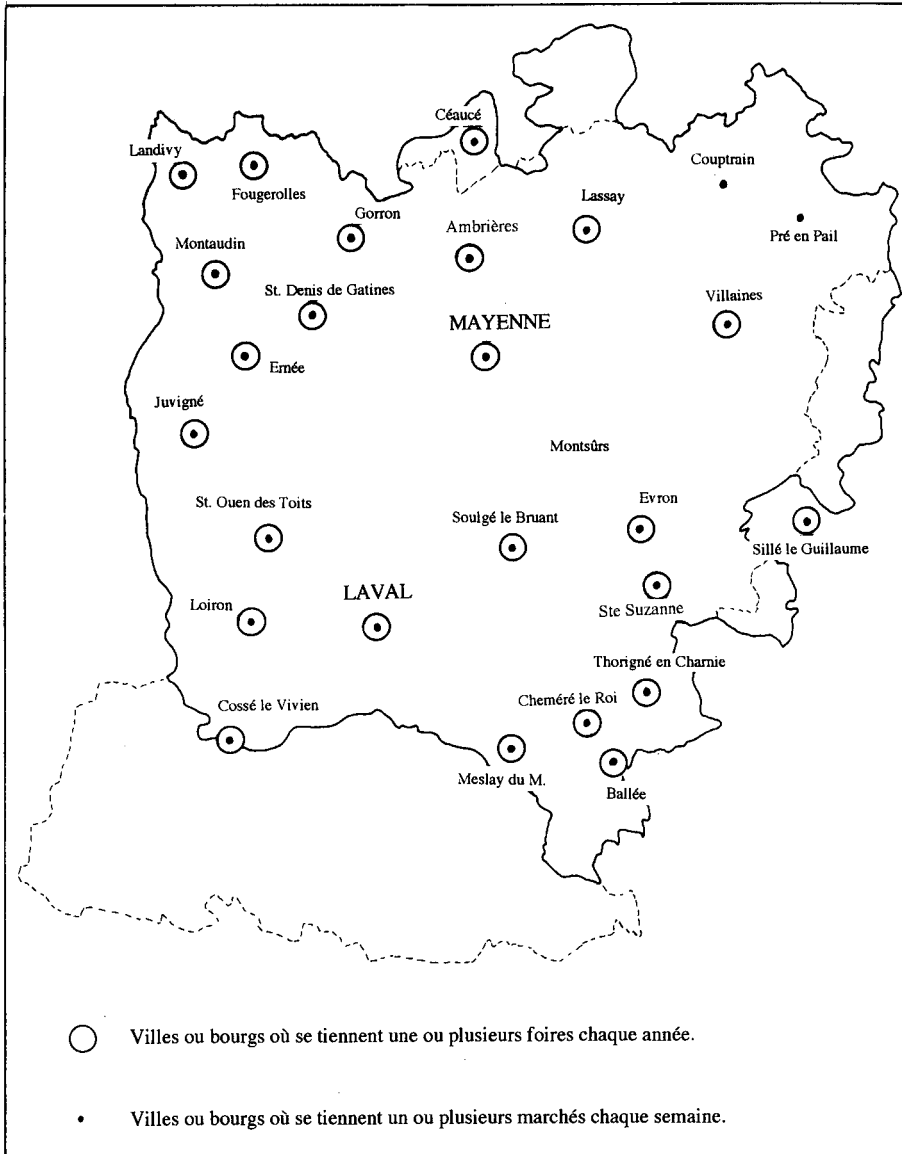 Céaucé
Landivy
Fougerolles
Couptrain
Lassay
Gorron
Ambrières
Pré en Pail
Montaudin
St. Denis de Gatines
Villaines
MAYENNE
Ernée
Juvigné
Montsûrs
St. Ouen des Toits
Soulgé le Bruant
Evron
Sillé le Guillaume
LAVAL
Loiron
Ste Suzanne
Thorigné en Charnie
Cossé le Vivien
Cheméré le Roi
Meslay du M.
Ballée
Villes ou bourgs où se tiennent une ou plusieurs foires chaque année.
Villes ou bourgs où se tiennent un ou plusieurs marchés chaque semaine.